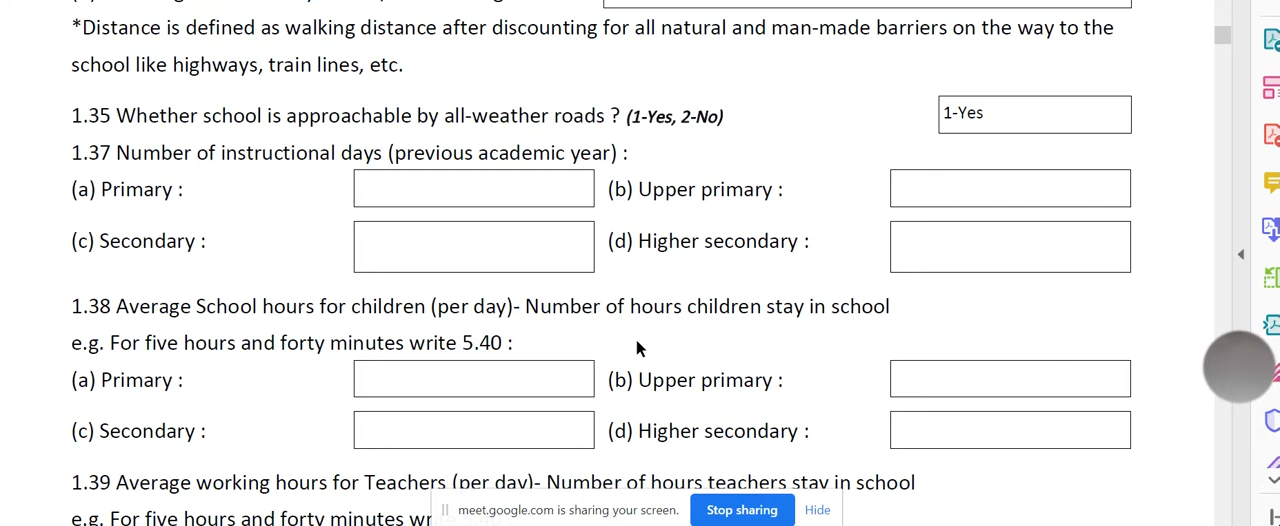 *Distance is defined as walking distance after discounting for all natural and man-made barriers on the way to the
school like highways, train lines, etc.
1.35 Whether school is approachable by all-weather roads ? (1-Yes, 2-No) 1-Yes
1.37 Number of instructional days (previous academic year) :
(a) Primary : (b) Upper primary :
(c) Secondary : (d) Higher secondary :
1.38 Average School hours for children (per day)- Number of hours children stay in school
e.g. For five hours and forty minutes write 5.40 :
(a) Primary : (b) Upper primary :
(c) Secondary : (d) Higher secondary :
1.39 Average working hours for Teachers (per day)- Number of hours teachers stay in school
e.g. For five hours and forty minutes
meet.google.com is sharing your screen. Stop sharing Hide